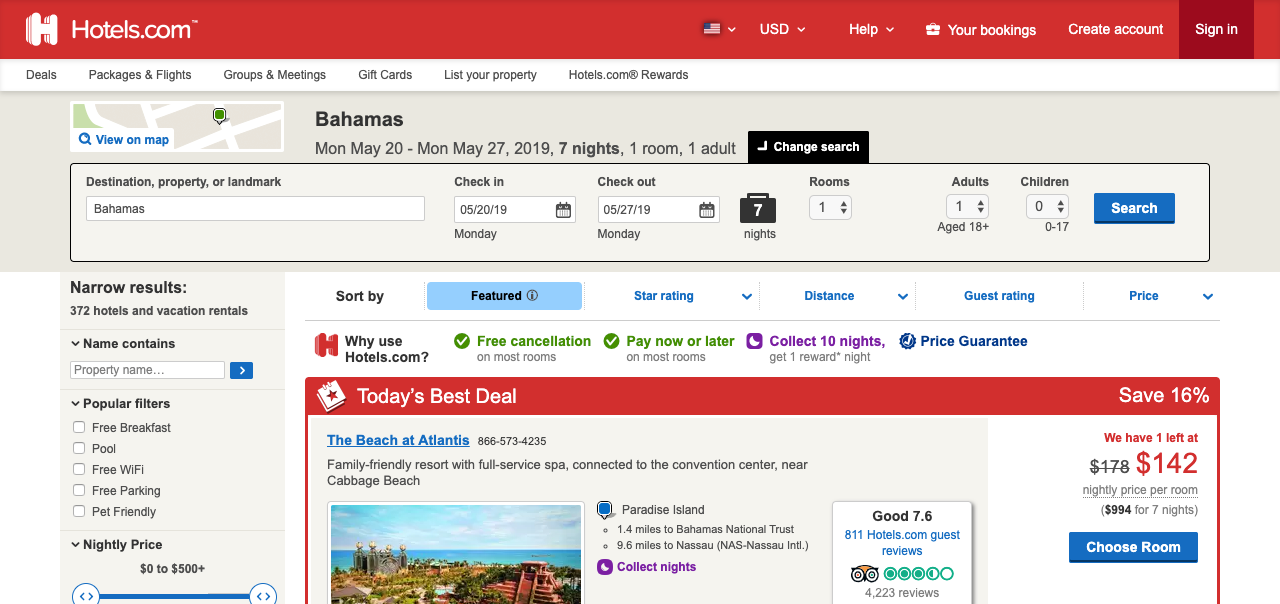 Hotels.com™
USD
Help
Your bookings
Create account
Sign in
Deals
Packages & Flights
Groups & Meetings
Gift Cards
List your property
Hotels.com® Rewards
View on map
Bahamas
Mon May 20 - Mon May 27, 2019, 7 nights, 1 room, 1 adult
Change search
Destination, property, or landmark
Check in
Check out
Rooms
Adults
Children
Bahamas
05/20/19
05/27/19
7
1
1
0
Search
Monday
Monday
nights
Aged 18+
0-17
Narrow results:
372 hotels and vacation rentals
Name contains
Property name...
Popular filters
Free Breakfast
Pool
Free WiFi
Free Parking
Pet Friendly
Nightly Price
$0 to $500+
Sort by
Featured
Star rating
Distance
Guest rating
Price
Why use
Hotels.com?
Free cancellation
on most rooms
Pay now or later
on most rooms
Collect 10 nights,
get 1 reward* night
Price Guarantee
Today's Best Deal
Save 16%
The Beach at Atlantis 866-573-4235
Family-friendly resort with full-service spa, connected to the convention center, near
Cabbage Beach
Paradise Island
1.4 miles to Bahamas National Trust
9.6 miles to Nassau (NAS-Nassau Intl.)
Collect nights
Good 7.6
811 Hotels.com guest
reviews
4,223 reviews
We have 1 left at
$178 $142
nightly price per room
($994 for 7 nights)
Choose Room